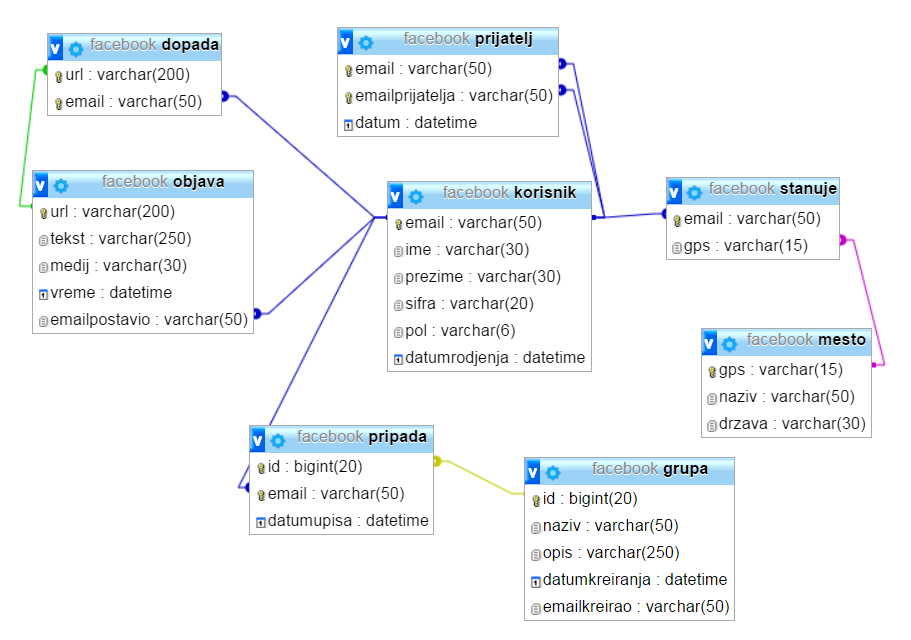 facebook dopada
url : varchar(200)
email : varchar(50)
facebook prijatelj
email : varchar(50)
emailprijatelja : varchar(50)
datum : datetime
facebook objava
url : varchar(200)
tekst : varchar(250)
medij : varchar(30)
vreme : datetime
emailpostavio : varchar(50)
facebook korisnik
email : varchar(50)
ime : varchar(30)
prezime : varchar(30)
sifra : varchar(20)
pol : varchar(6)
datumrodjenja : datetime
facebook stanuje
email : varchar(50)
gps : varchar(15)
facebook mesto
gps : varchar(15)
naziv : varchar(50)
drzava : varchar(30)
facebook pripada
id : bigint(20)
email : varchar(50)
datumupisa : datetime
facebook grupa
id : bigint(20)
naziv : varchar(50)
opis : varchar(250)
datumkreiranja : datetime
emailkreirao : varchar(50)